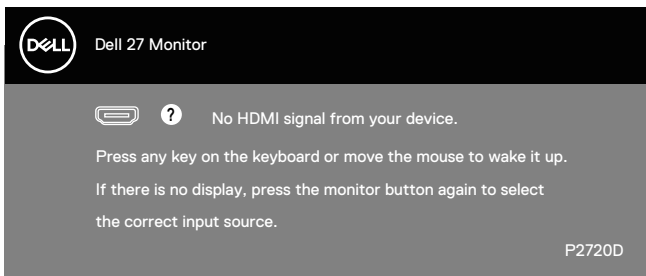 DELL
Dell 27 Monitor
? No HDMI signal from your device.
Press any key on the keyboard or move the mouse to wake it up.
If there is no display, press the monitor button again to select
the correct input source.
P2720D